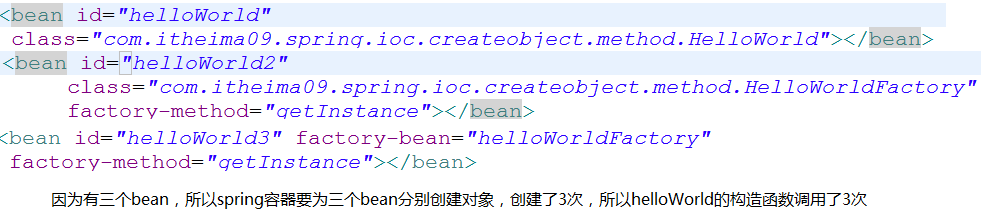 <bean id="helloWorld"
class="com.itheima09.spring.ioc.createobject.method.HelloWorld"></bean>
<bean id="helloWorld2"
class="com.itheima09.spring.ioc.createobject.method.HelloWorldFactory"
factory-method="getInstance"></bean>
<bean id="helloWorld3" factory-bean="helloWorldFactory"
factory-method="getInstance"></bean>
因为有三个bean，所以spring容器要为三个bean分别创建对象，创建了3次，所以helloWorld的构造函数调用了3次